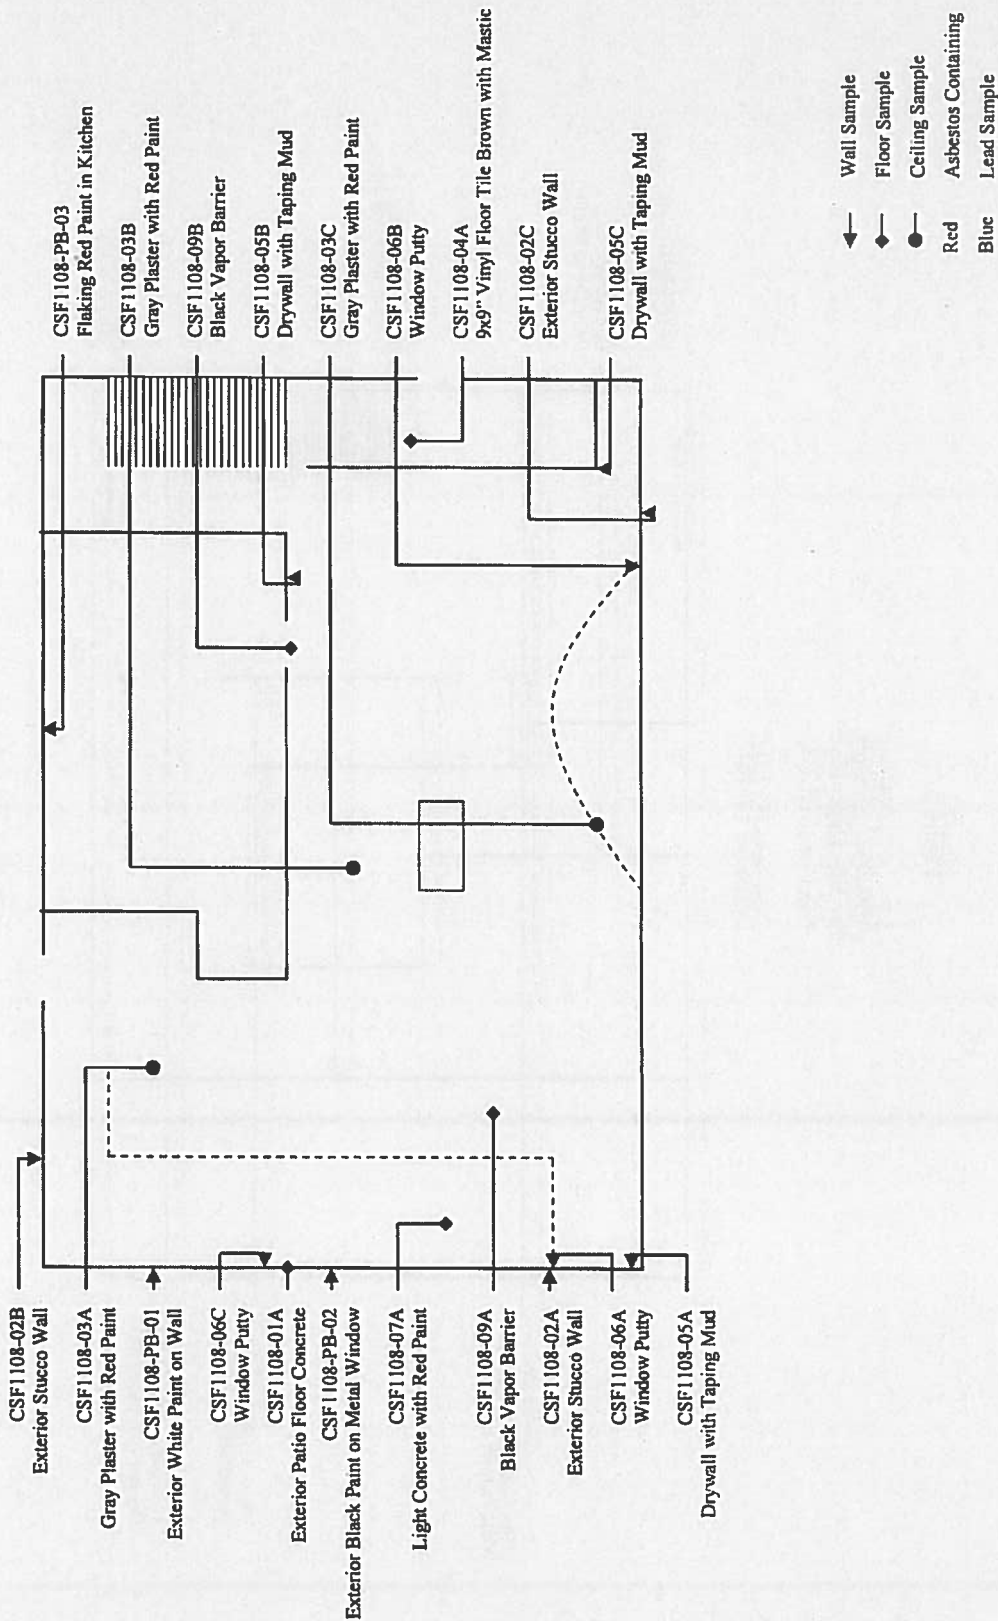 CSF1108-02B
Exterior Stucco Wall
CSF1108-03A
Gray Plaster with Red Paint
CSF1108-PB-01
Exterior White Paint on Wall
CSF1108-06C
Window Putty
CSF1108-01A
Exterior Patio Floor Concrete
CSF1108-PB-02
Exterior Black Paint on Metal Window
CSF1108-07A
Light Concrete with Red Paint
CSF1108-09A
Black Vapor Barrier
CSF1108-02A
Exterior Stucco Wall
CSF1108-06A
Window Putty
CSF1108-05A
Drywall with Taping Mud
CSF1108-PB-03
Flaking Red Paint in Kitchen
CSF1108-03B
Gray Plaster with Red Paint
CSF1108-09B
Black Vapor Barrier
CSF1108-05B
Drywall with Taping Mud
CSF1108-03C
Gray Plaster with Red Paint
CSF1108-06B
Window Putty
CSF1108-04A
9x9" Vinyl Floor Tile Brown with Mastic
CSF1108-02C
Exterior Stucco Wall
CSF1108-05C
Drywall with Taping Mud
Wall Sample
Floor Sample
Ceiling Sample
Red Asbestos Containing
Blue Lead Sample